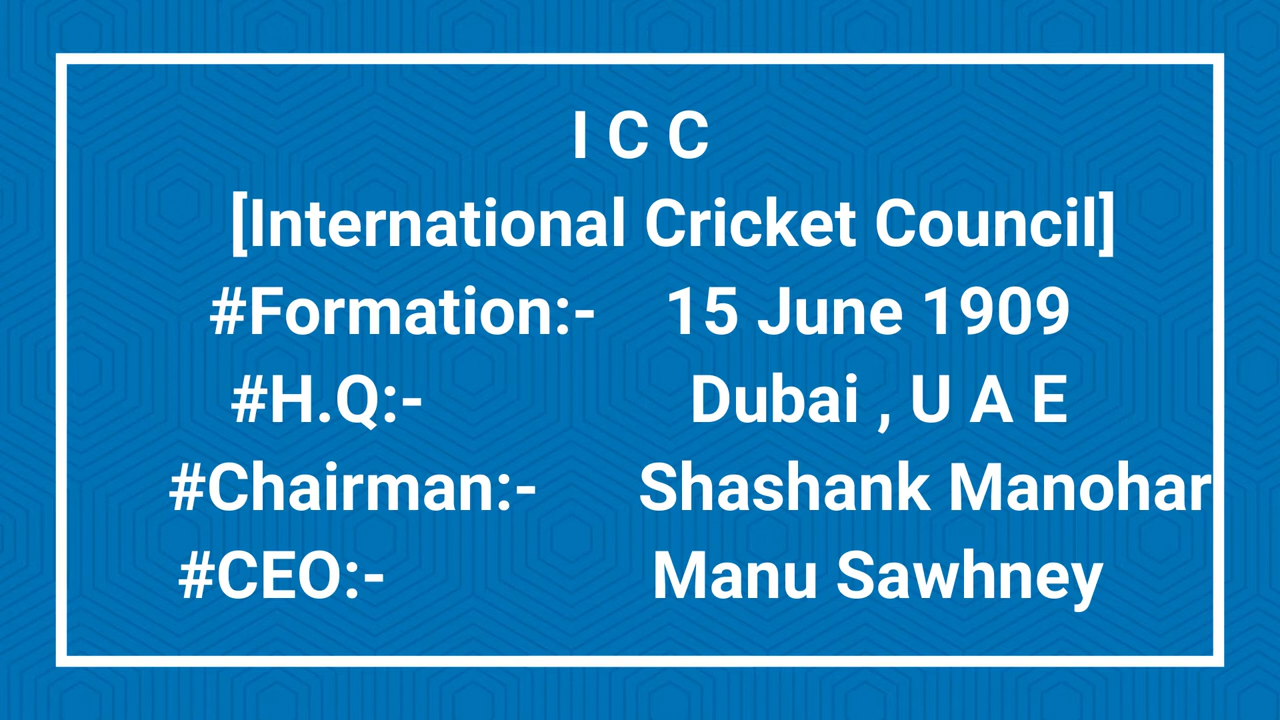 I C C
[International Cricket Council]
#Formation:- 15 June 1909
#H.Q:- Dubai , U A E
#Chairman:- Shashank Manohar
#CEO:- Manu Sawhney